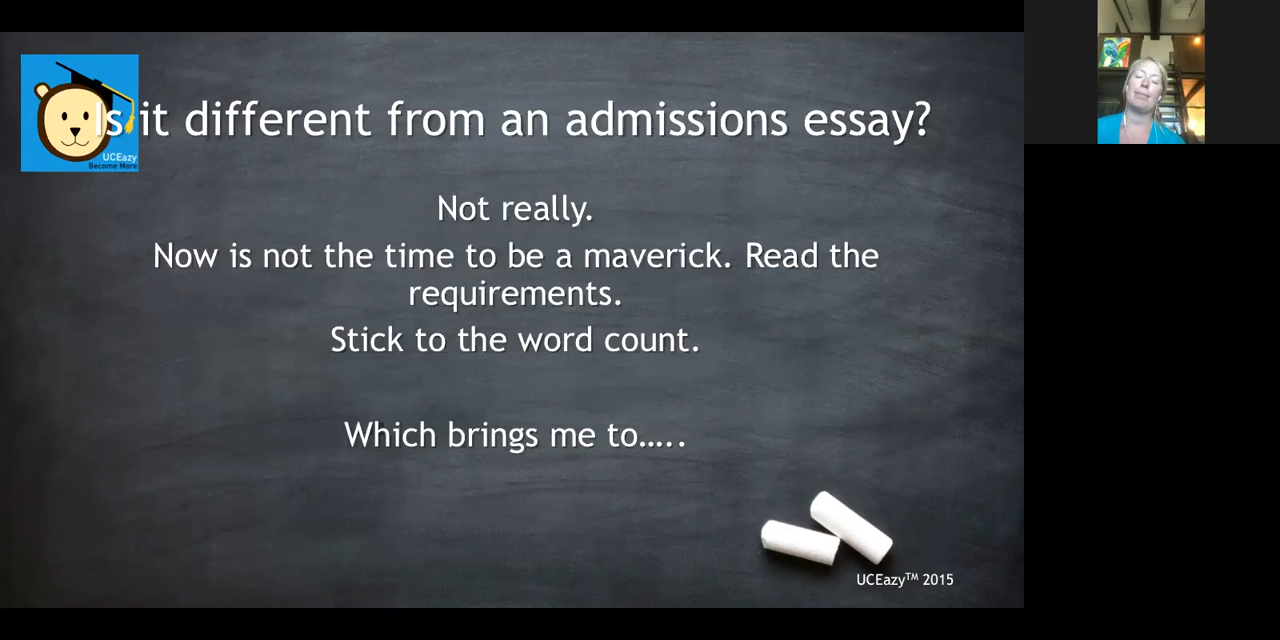 Is it different from an admissions essay?
UCEazy
Become More
Not really.
Now is not the time to be a maverick. Read the
requirements.
Stick to the word count.
Which brings me to…..
UCEazy™ 2015